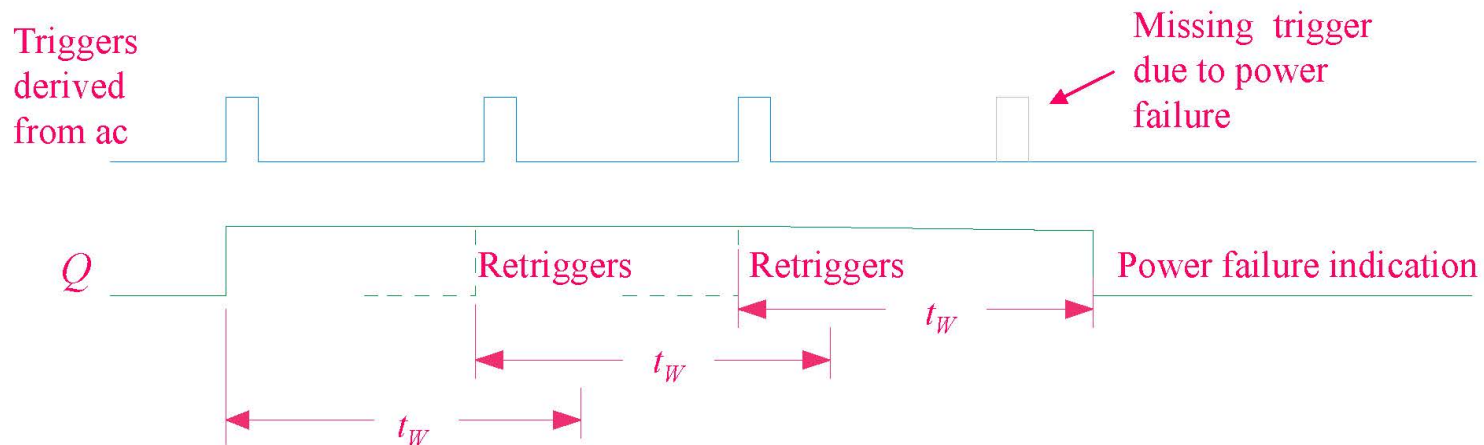 Triggers
derived
from ac
Missing trigger
due to power
failure
Q
Retriggers
Retriggers
Power failure indication
tW
tW
tW